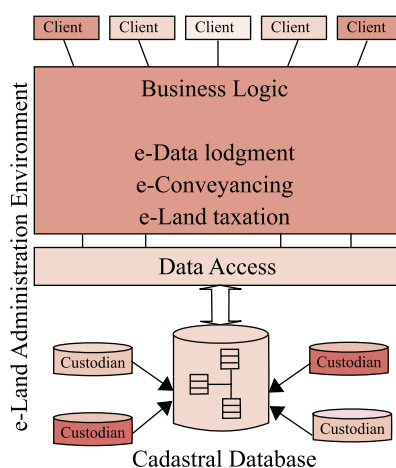 Client Client Client Client Client
Business Logic
e-Data lodgment
e-Conveyancing
e-Land taxation
Data Access
e-Land Administration Environment
Custodian Custodian
Custodian Custodian
Cadastral Database